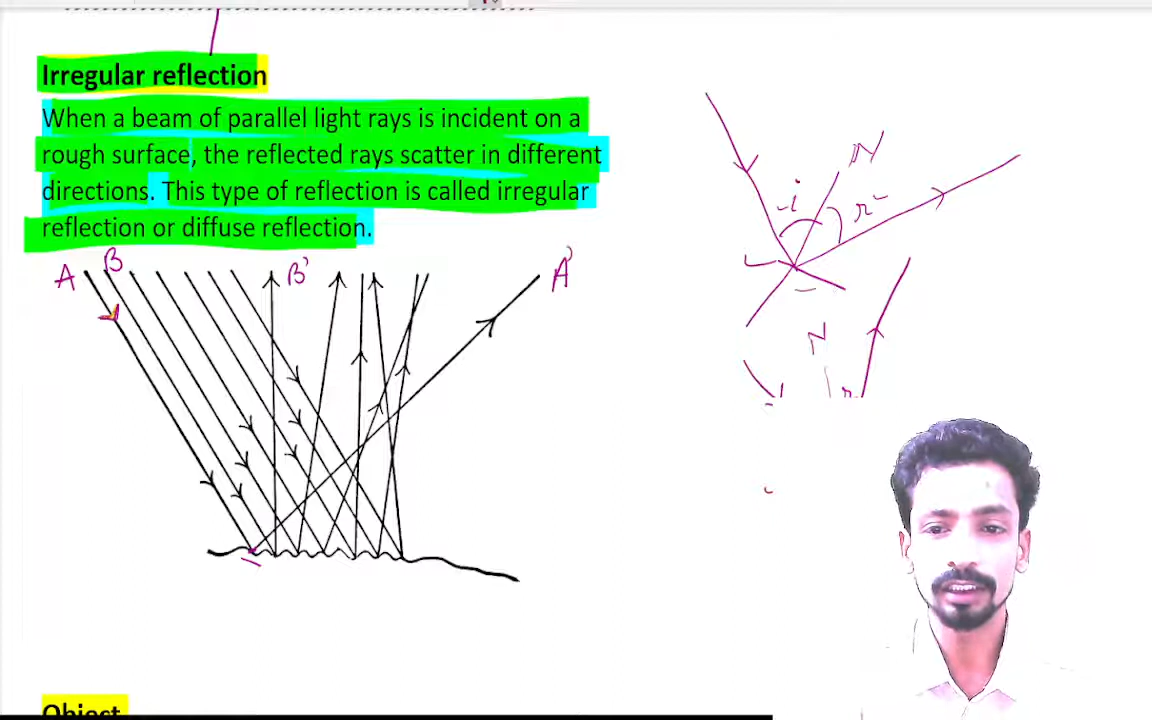 Irregular reflection
When a beam of parallel light rays is incident on a
rough surface, the reflected rays scatter in different
directions. This type of reflection is called irregular
reflection or diffuse reflection.
A B B' A'
N
i r
N
r
Object